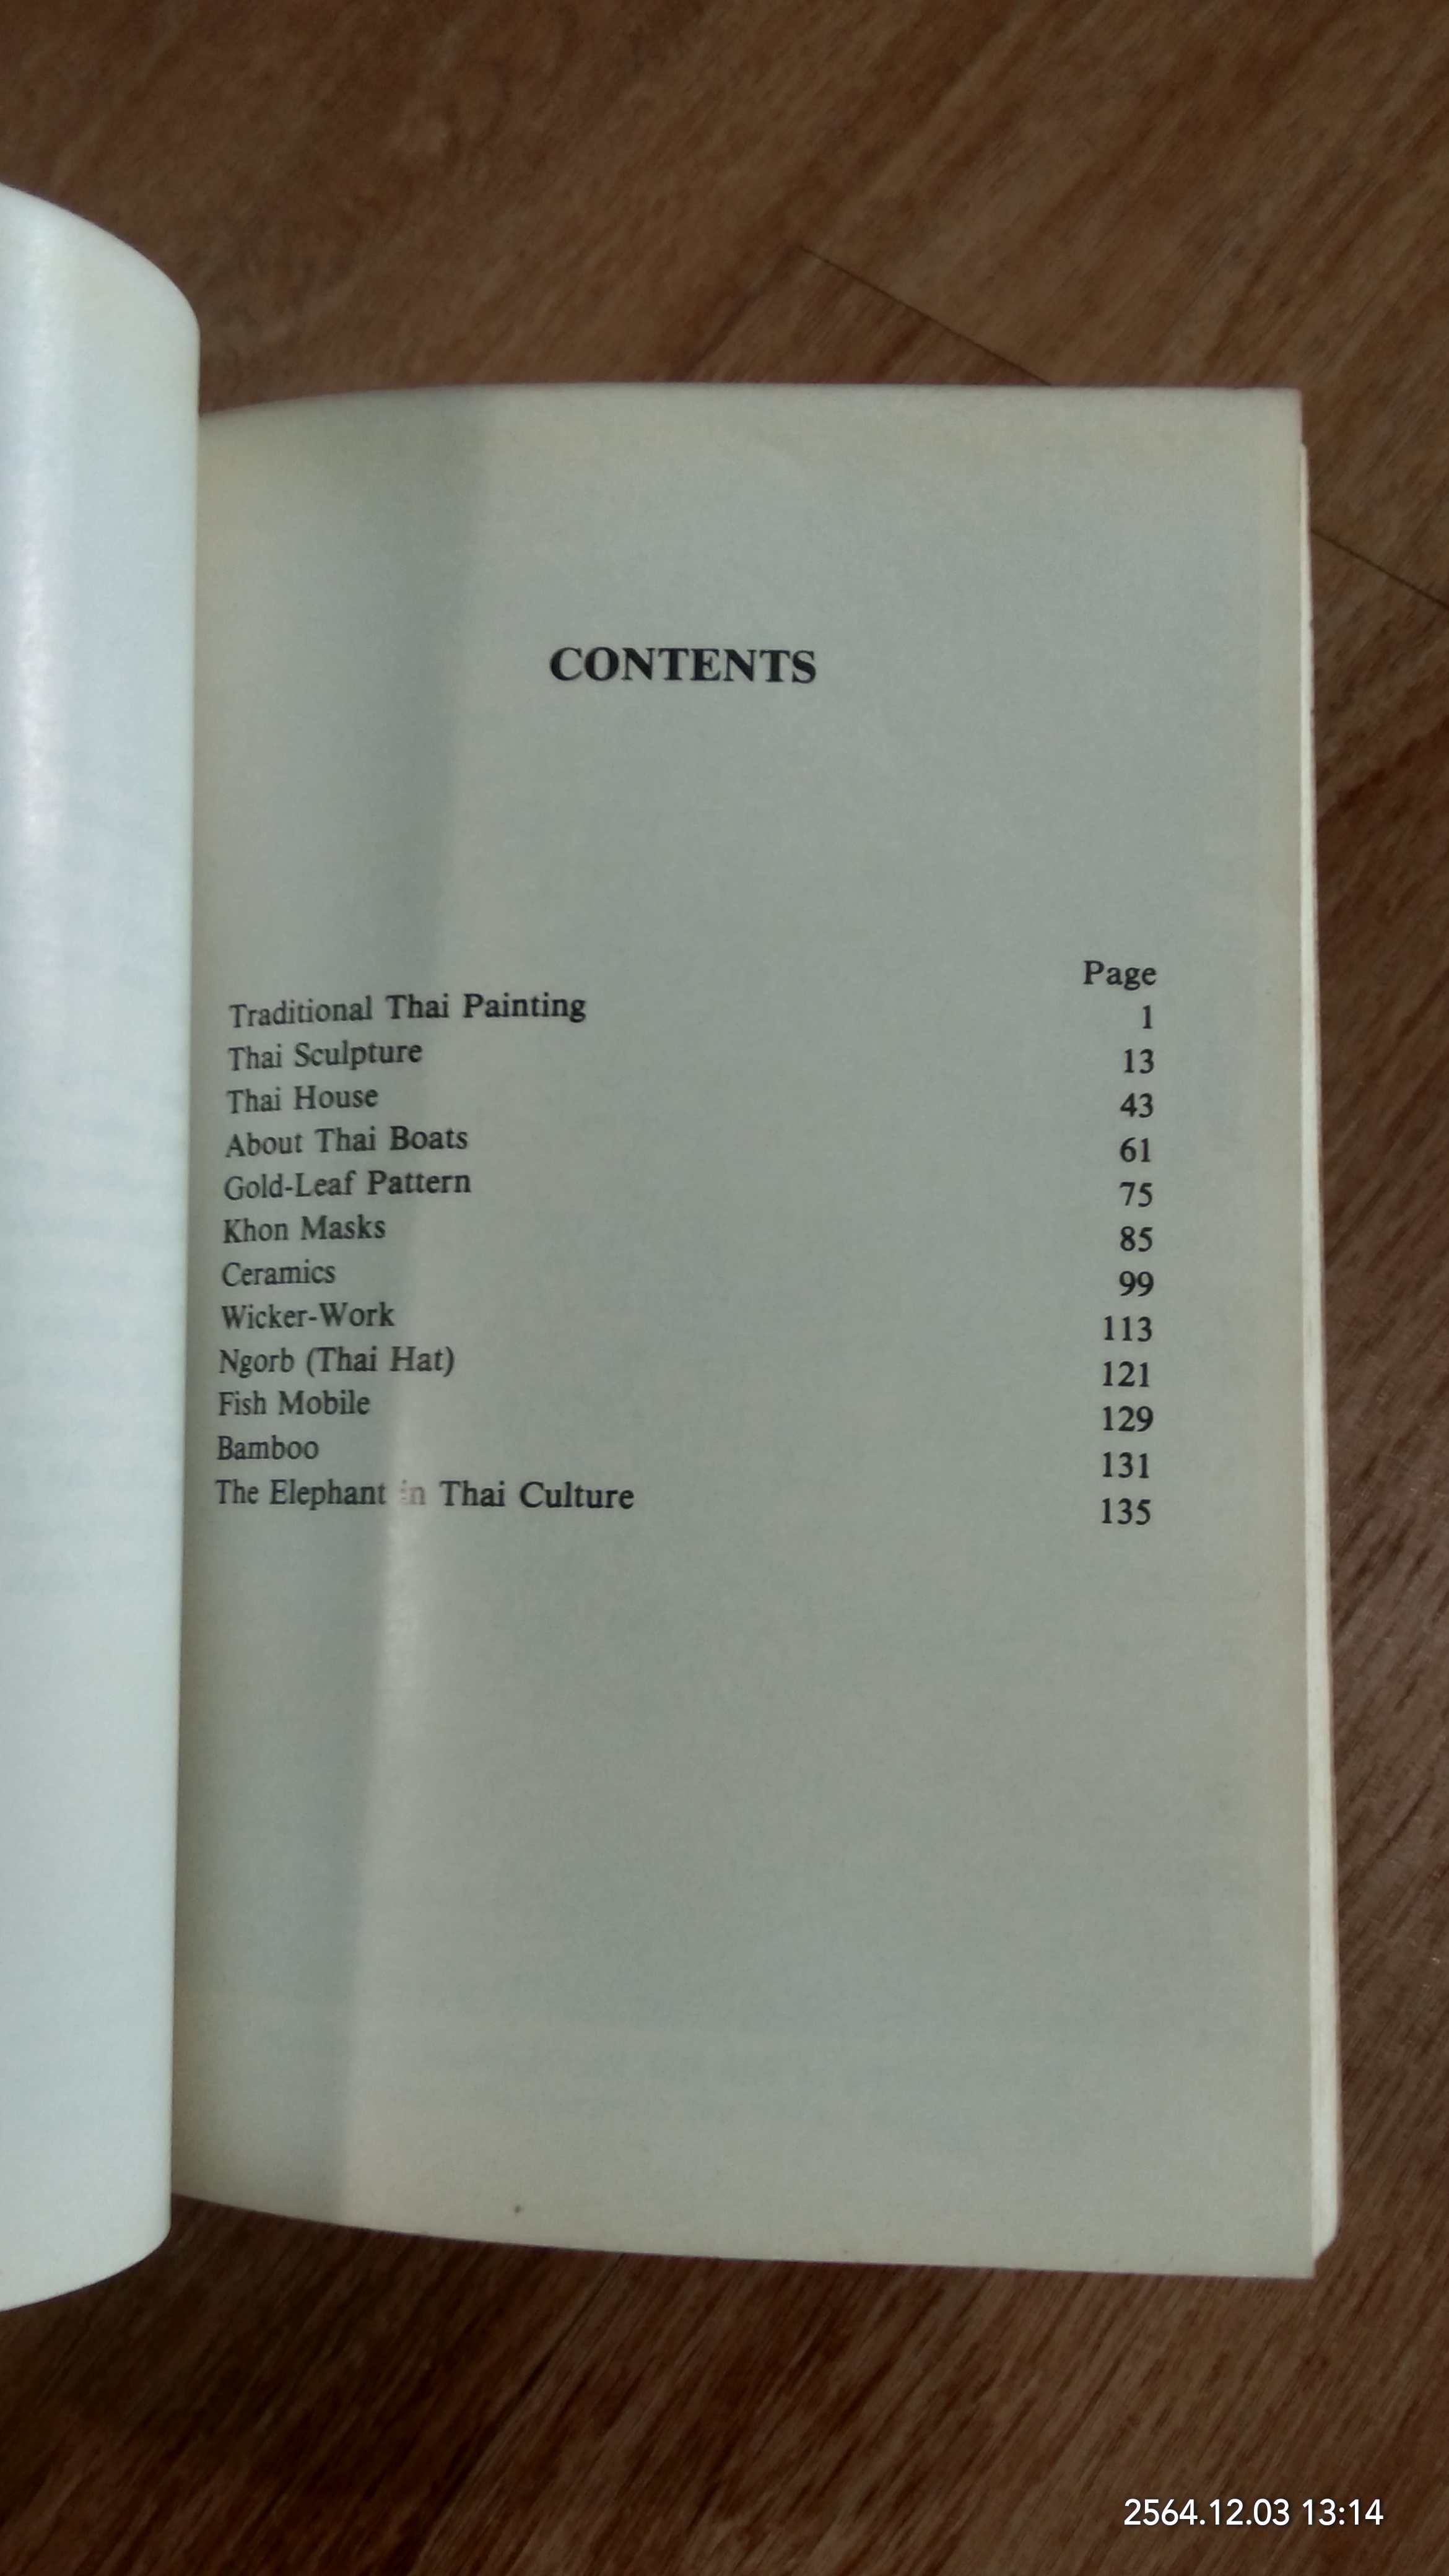 CONTENTS
Page
Traditional Thai Painting 1
Thai Sculpture 13
Thai House 43
About Thai Boats 61
Gold-Leaf Pattern 75
Khon Masks 85
Ceramics 99
Wicker-Work 113
Ngorb (Thai Hat) 121
Fish Mobile 129
Bamboo 131
The Elephant in Thai Culture 135
2564.12.03 13:14